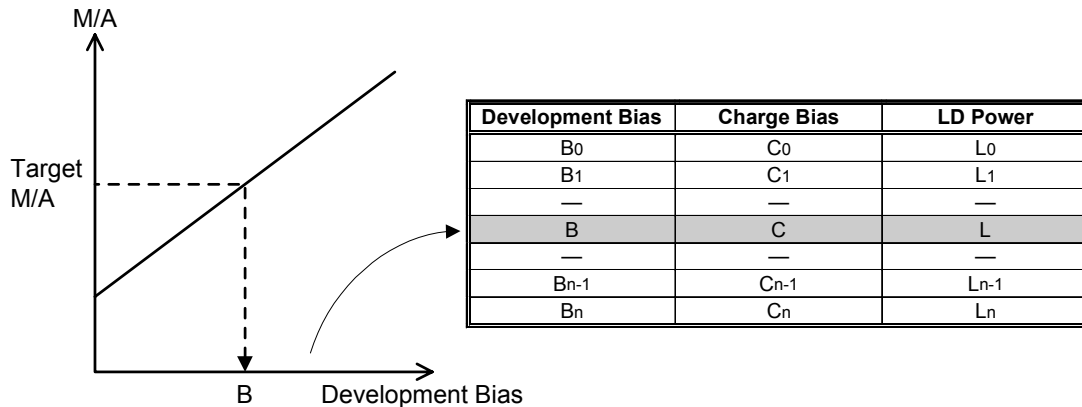 M/A
Target
M/A
B
Development Bias
Development Bias Charge Bias LD Power
B0 C0 L0
B1 C1 L1
— — —
B C L
— — —
Bn-1 Cn-1 Ln-1
Bn Cn Ln